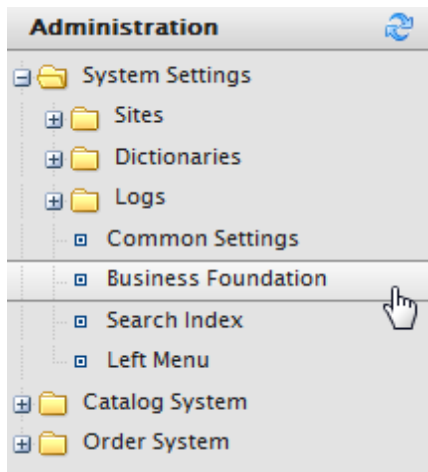 Administration
System Settings
Sites
Dictionaries
Logs
Common Settings
Business Foundation
Search Index
Left Menu
Catalog System
Order System